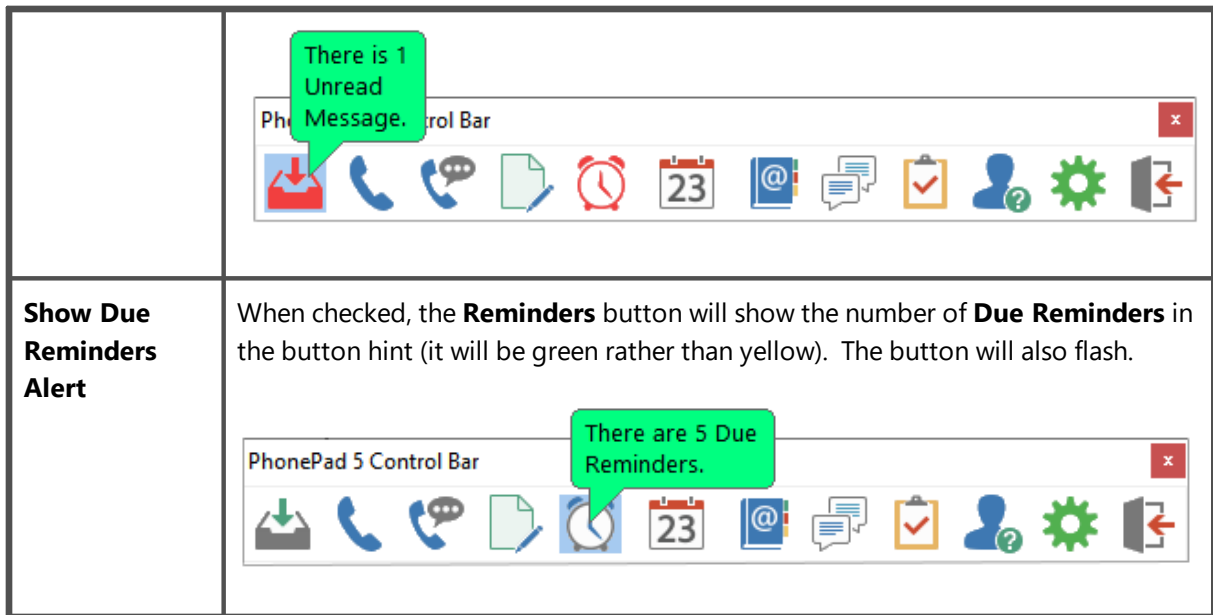 There is 1
Unread
Message.
Ph trol Bar
x
23
@
?
Show Due
Reminders
Alert
When checked, the Reminders button will show the number of Due Reminders in
the button hint (it will be green rather than yellow). The button will also flash.
There are 5 Due
Reminders.
PhonePad 5 Control Bar
x
23
@
?